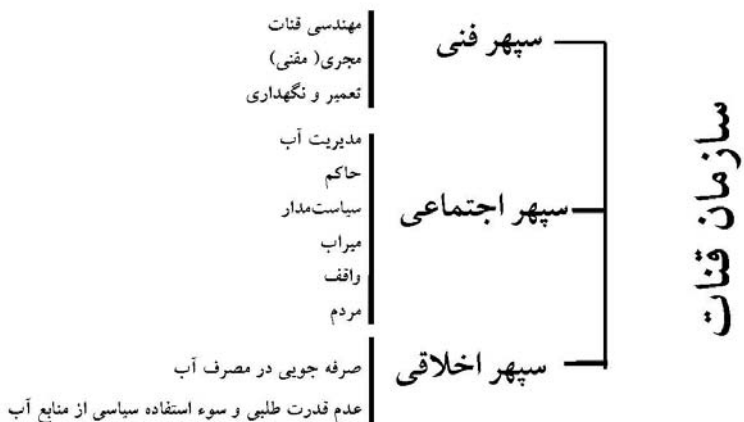 سازمان قنات
سپهر فنی
مهندسی قنات
مجری( مقنی)
تعمیر و نگهداری
سپهر اجتماعی
مدیریت آب
حاکم
سیاست‌مدار
میراب
واقف
مردم
سپهر اخلاقی
صرفه جویی در مصرف آب
عدم قدرت طلبی و سوء استفاده سیاسی از منابع آب